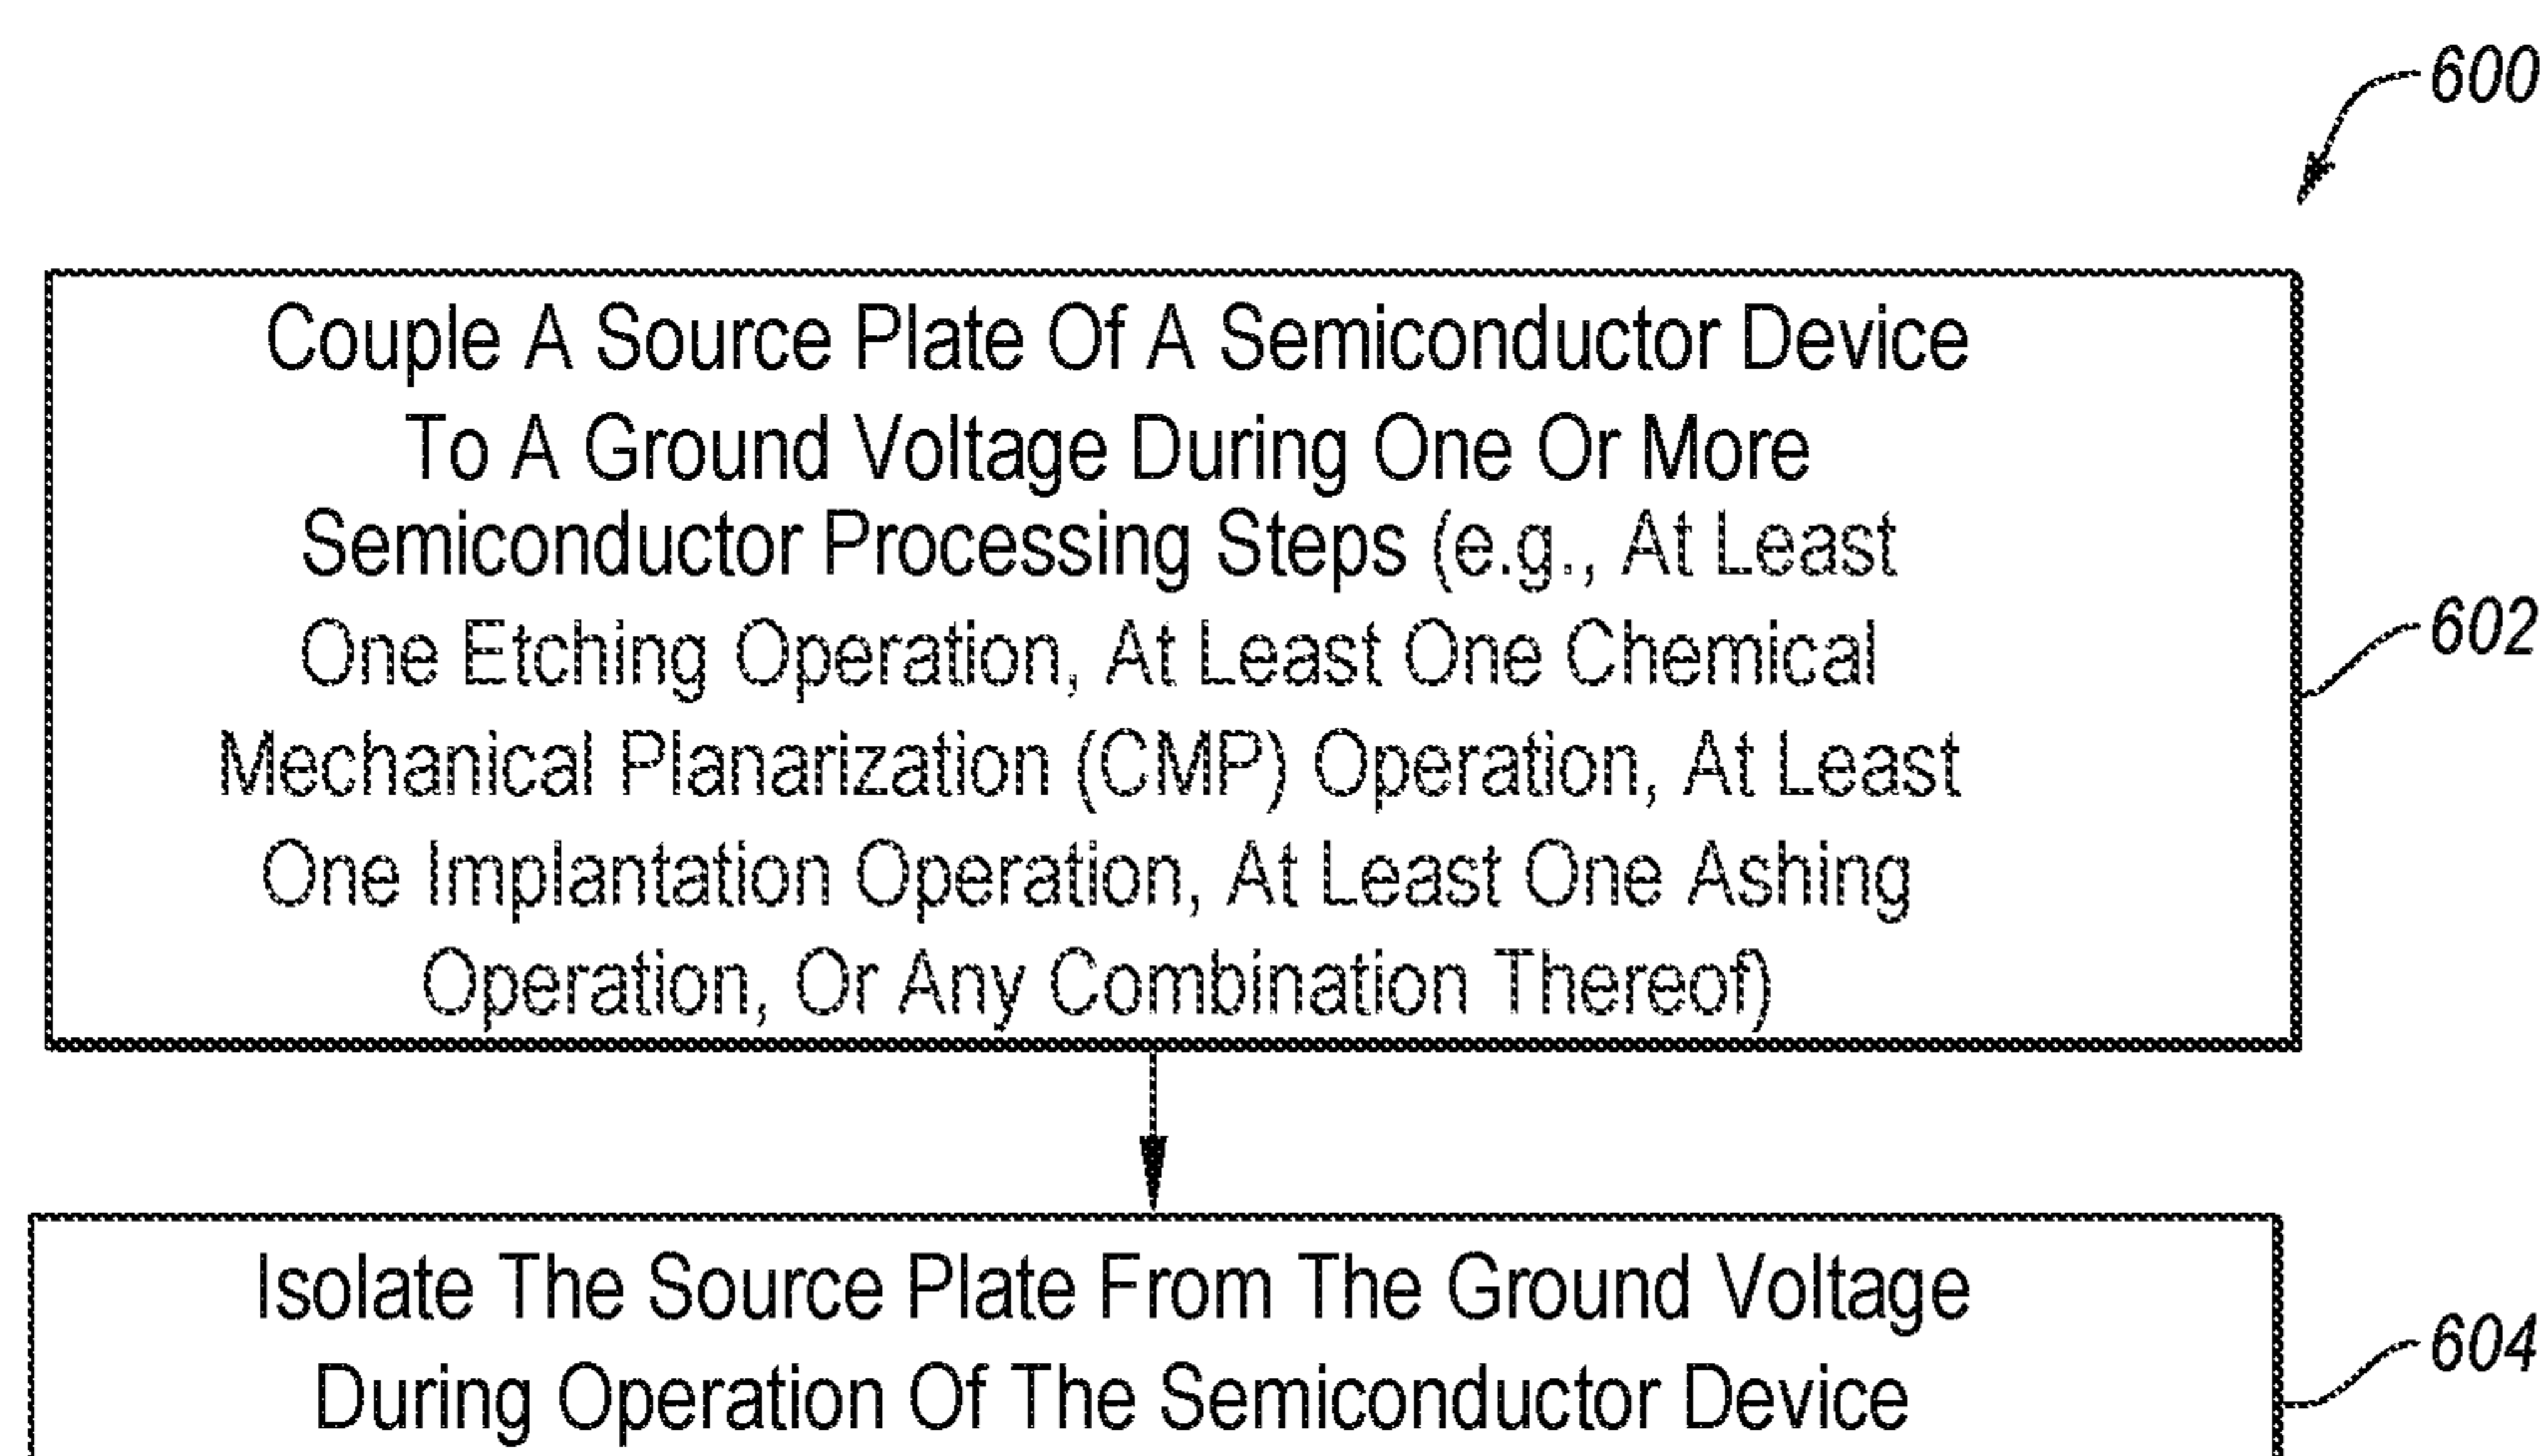 600
Couple A Source Plate Of A Semiconductor Device
To A Ground Voltage During One Or More
Semiconductor Processing Steps (e.g., At Least
One Etching Operation, At Least One Chemical
Mechanical Planarization (CMP) Operation, At Least
One Implantation Operation, At Least One Ashing
Operation, Or Any Combination Thereof)
602
Isolate The Source Plate From The Ground Voltage
During Operation Of The Semiconductor Device
604